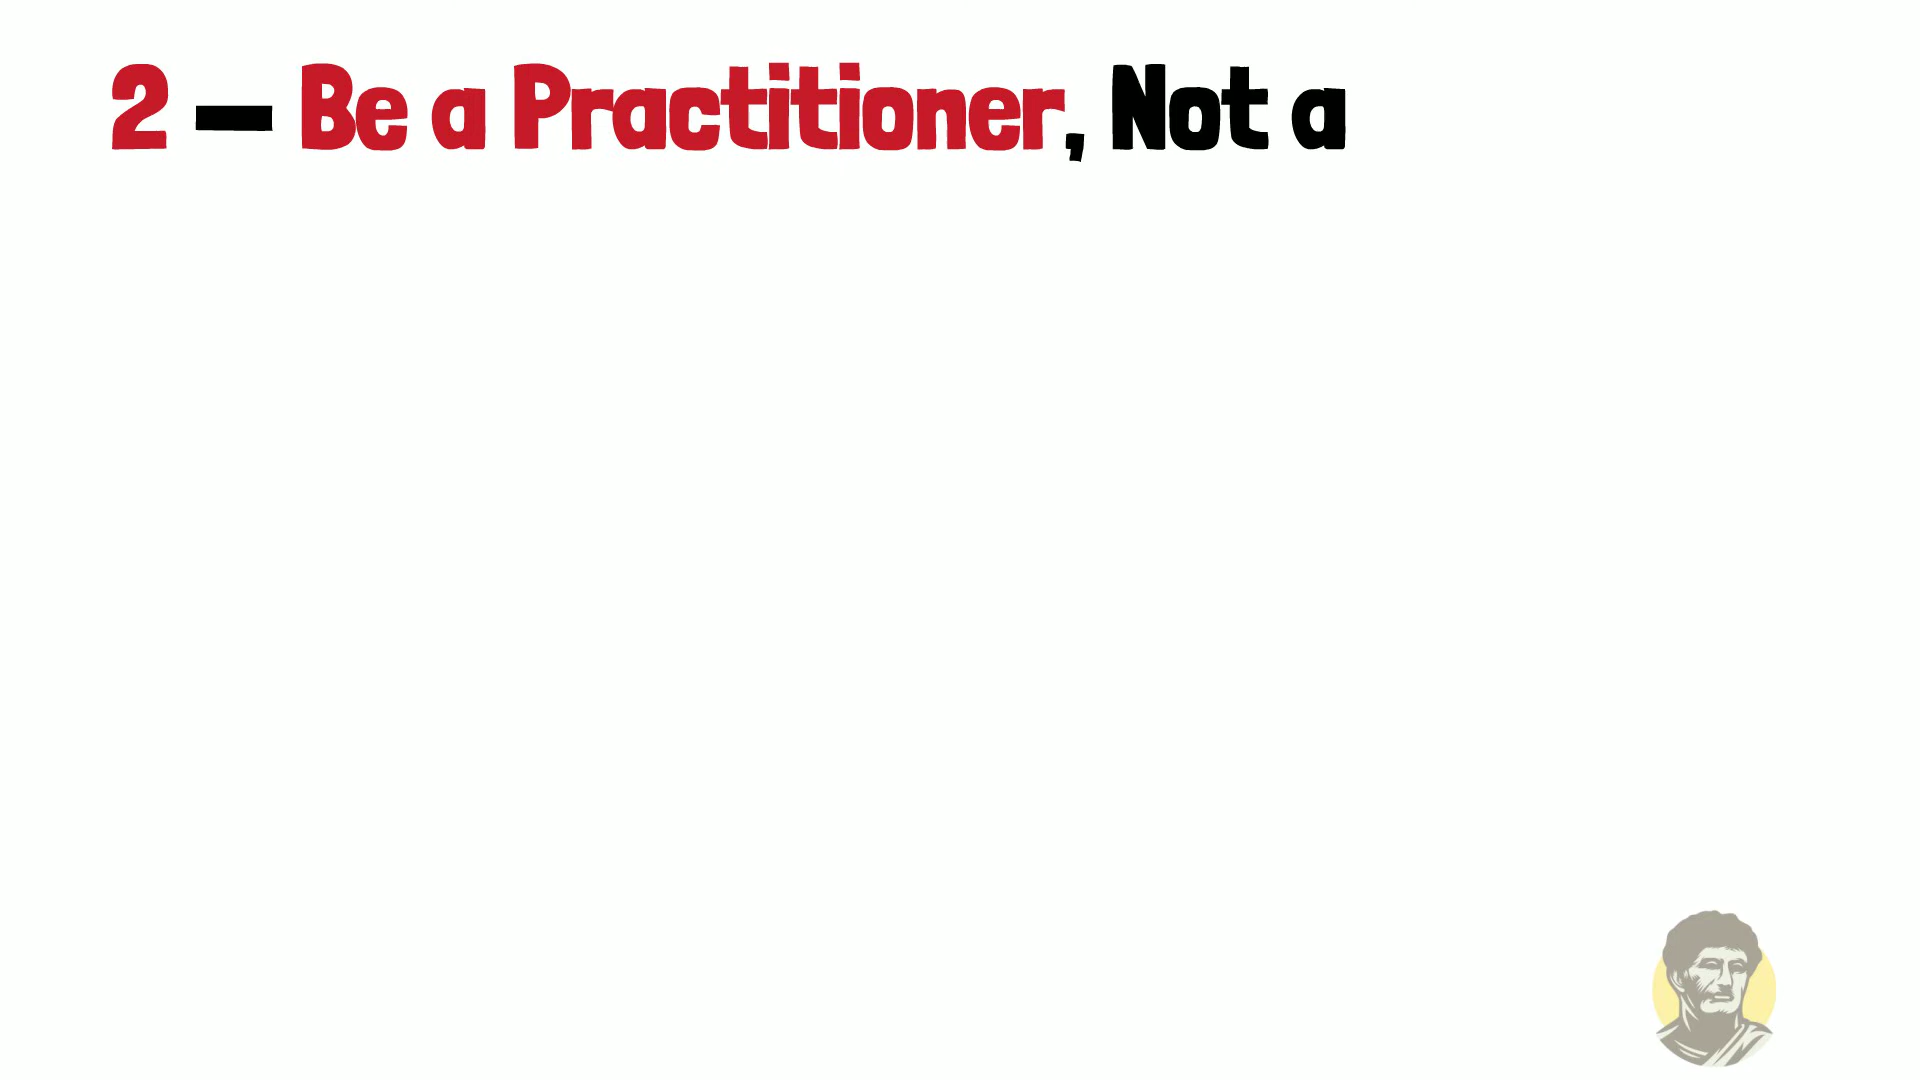 2 – Be a Practitioner, Not a